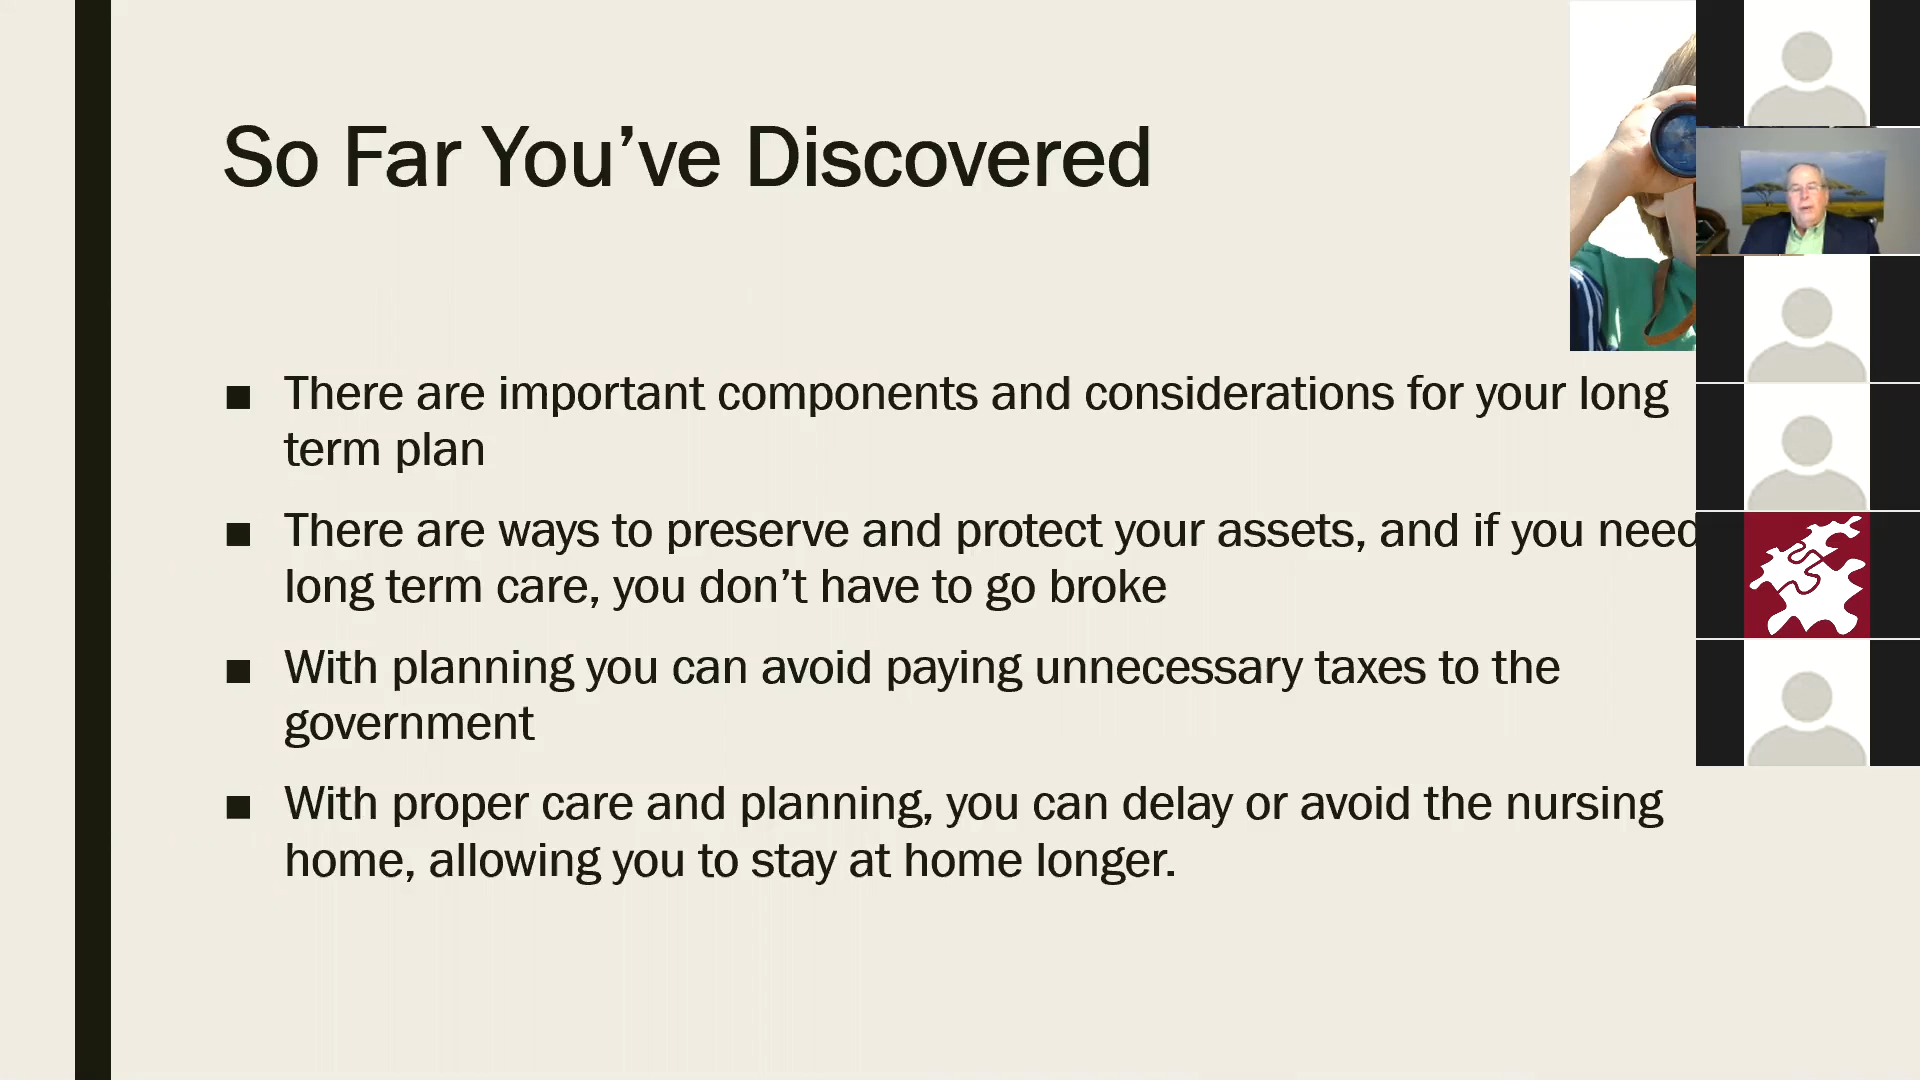 So Far You’ve Discovered
■ There are important components and considerations for your long
term plan
■ There are ways to preserve and protect your assets, and if you need
long term care, you don’t have to go broke
■ With planning you can avoid paying unnecessary taxes to the
government
■ With proper care and planning, you can delay or avoid the nursing
home, allowing you to stay at home longer.